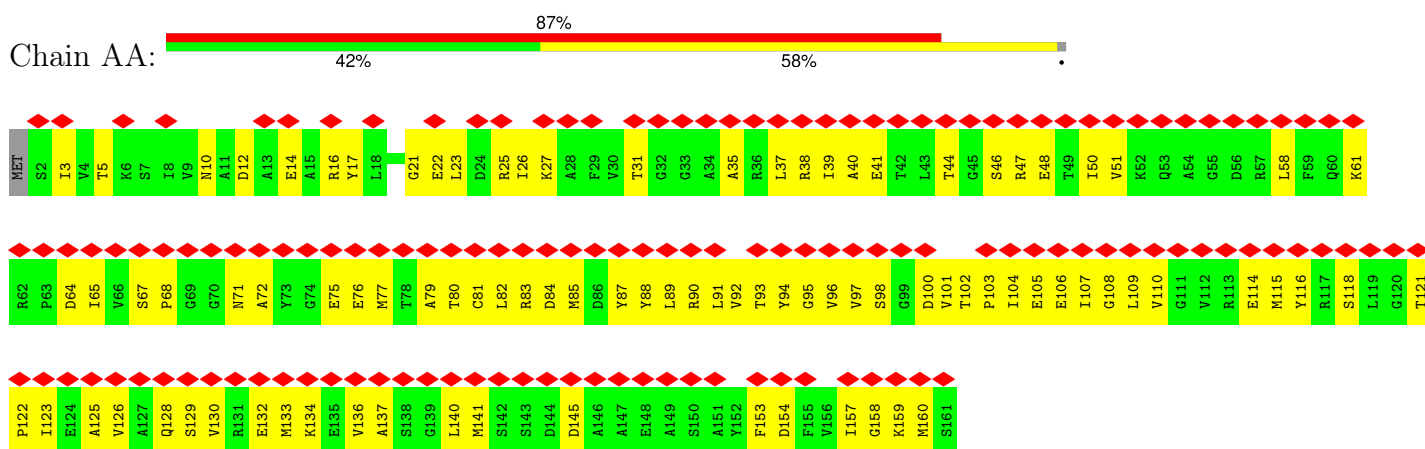 87%
Chain AA:
42% 58% •
MET S2 I3 V4 T5 K6 S7 I8 V9 N10 A11 D12 A13 E14 A15 R16 Y17 L18 G21 E22 L23 D24 R25 I26 K27 A28 F29 V30 T31 G32 G33 A34 A35 R36 L37 R38 I39 A40 E41 T42 L43 T44 G45 S46 R47 E48 T49 I50 V51 K52 Q53 A54 G55 D56 R57 L58 F59 Q60 K61
R62 P63 D64 I65 V66 S67 P68 G69 G70 N71 A72 Y73 G74 E75 E76 M77 T78 A79 T80 C81 L82 R83 D84 M85 D86 Y87 Y88 L89 R90 L91 V92 T93 Y94 G95 V96 V97 S98 G99 D100 V101 T102 P103 I104 E105 E106 I107 G108 L109 V110 G111 V112 R113 E114 M115 Y116 R117 S118 L119 G120 T121
P122 I123 E124 A125 V126 A127 Q128 S129 V130 R131 E132 M133 K134 E135 V136 A137 S138 G139 L140 M141 S142 S143 D144 D145 A146 A147 E148 A149 S150 A151 Y152 F153 D154 F155 V156 I157 G158 K159 M160 S161